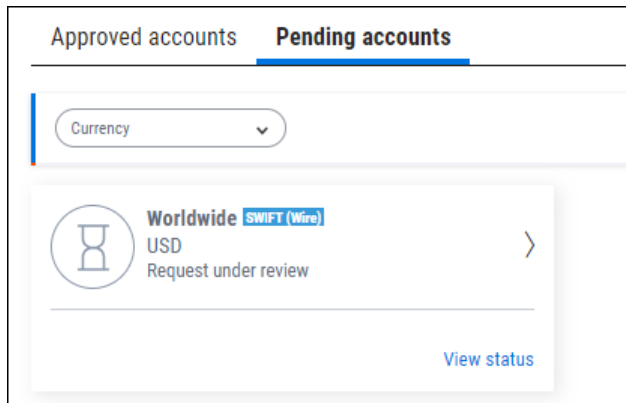 Approved accounts Pending accounts
Currency
Worldwide SWIFT (Wire)
USD
Request under review
View status